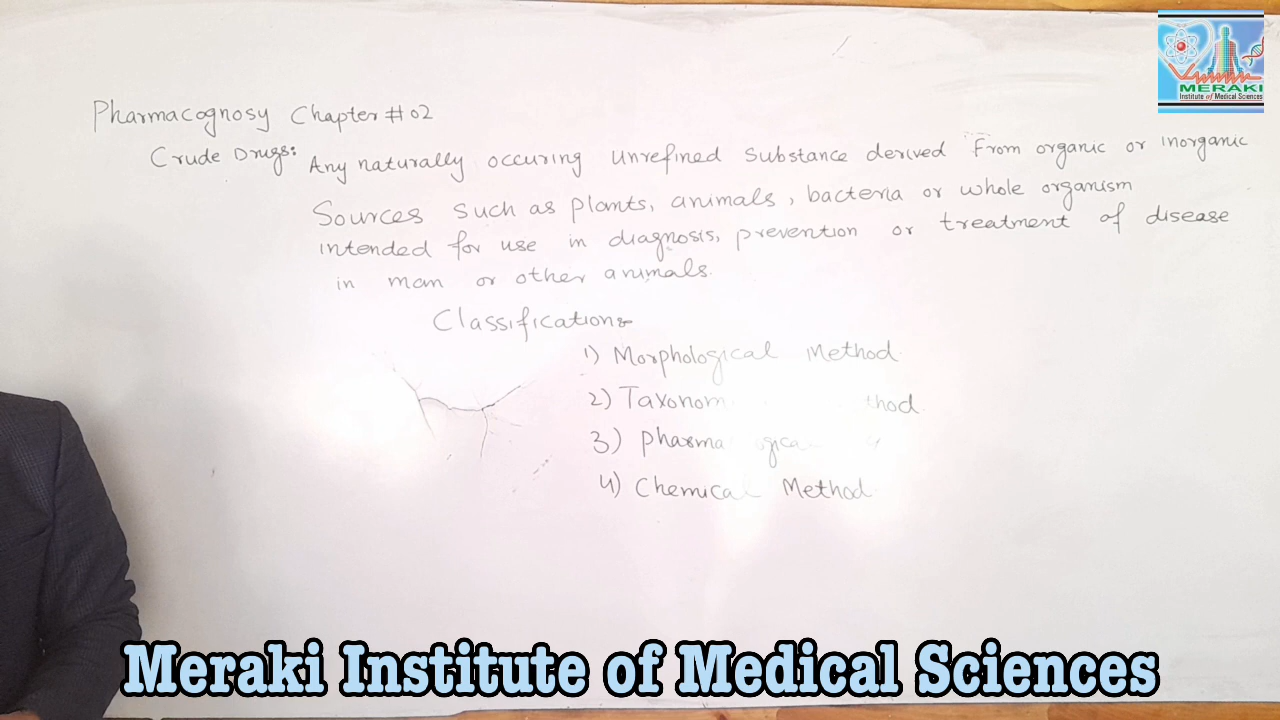 MERAKI
Institute of Medical Sciences
Pharmacognosy Chapter #02
Crude Drugs: Any naturally occuring unrefined substance derived From organic or inorganic
Sources such as plants, animals, bacteria or whole organism
intended for use in diagnosis, prevention or treatment of disease
in man or other animals.
Classification:
1) Morphological Method
2) Taxonom thod.
3) pharma ogica
4) Chemical Method
Meraki Institute of Medical Sciences